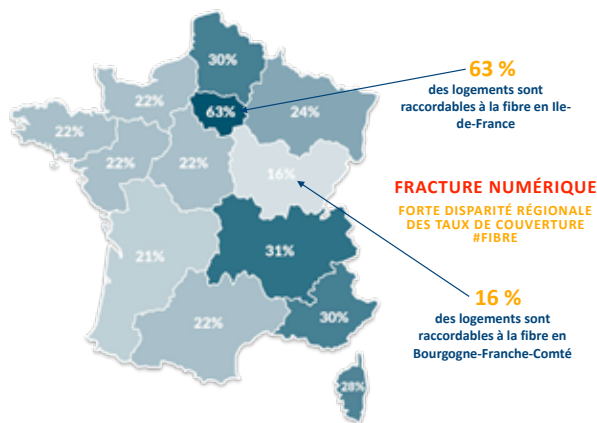 30%
63 %
des logements sont
raccordables à la fibre en Ile-
de-France
22%
63%
24%
22%
22%
22%
16%
FRACTURE NUMÉRIQUE
FORTE DISPARITÉ RÉGIONALE
DES TAUX DE COUVERTURE
#FIBRE
21%
31%
16 %
des logements sont
raccordables à la fibre en
Bourgogne-Franche-Comté
22%
30%
28%